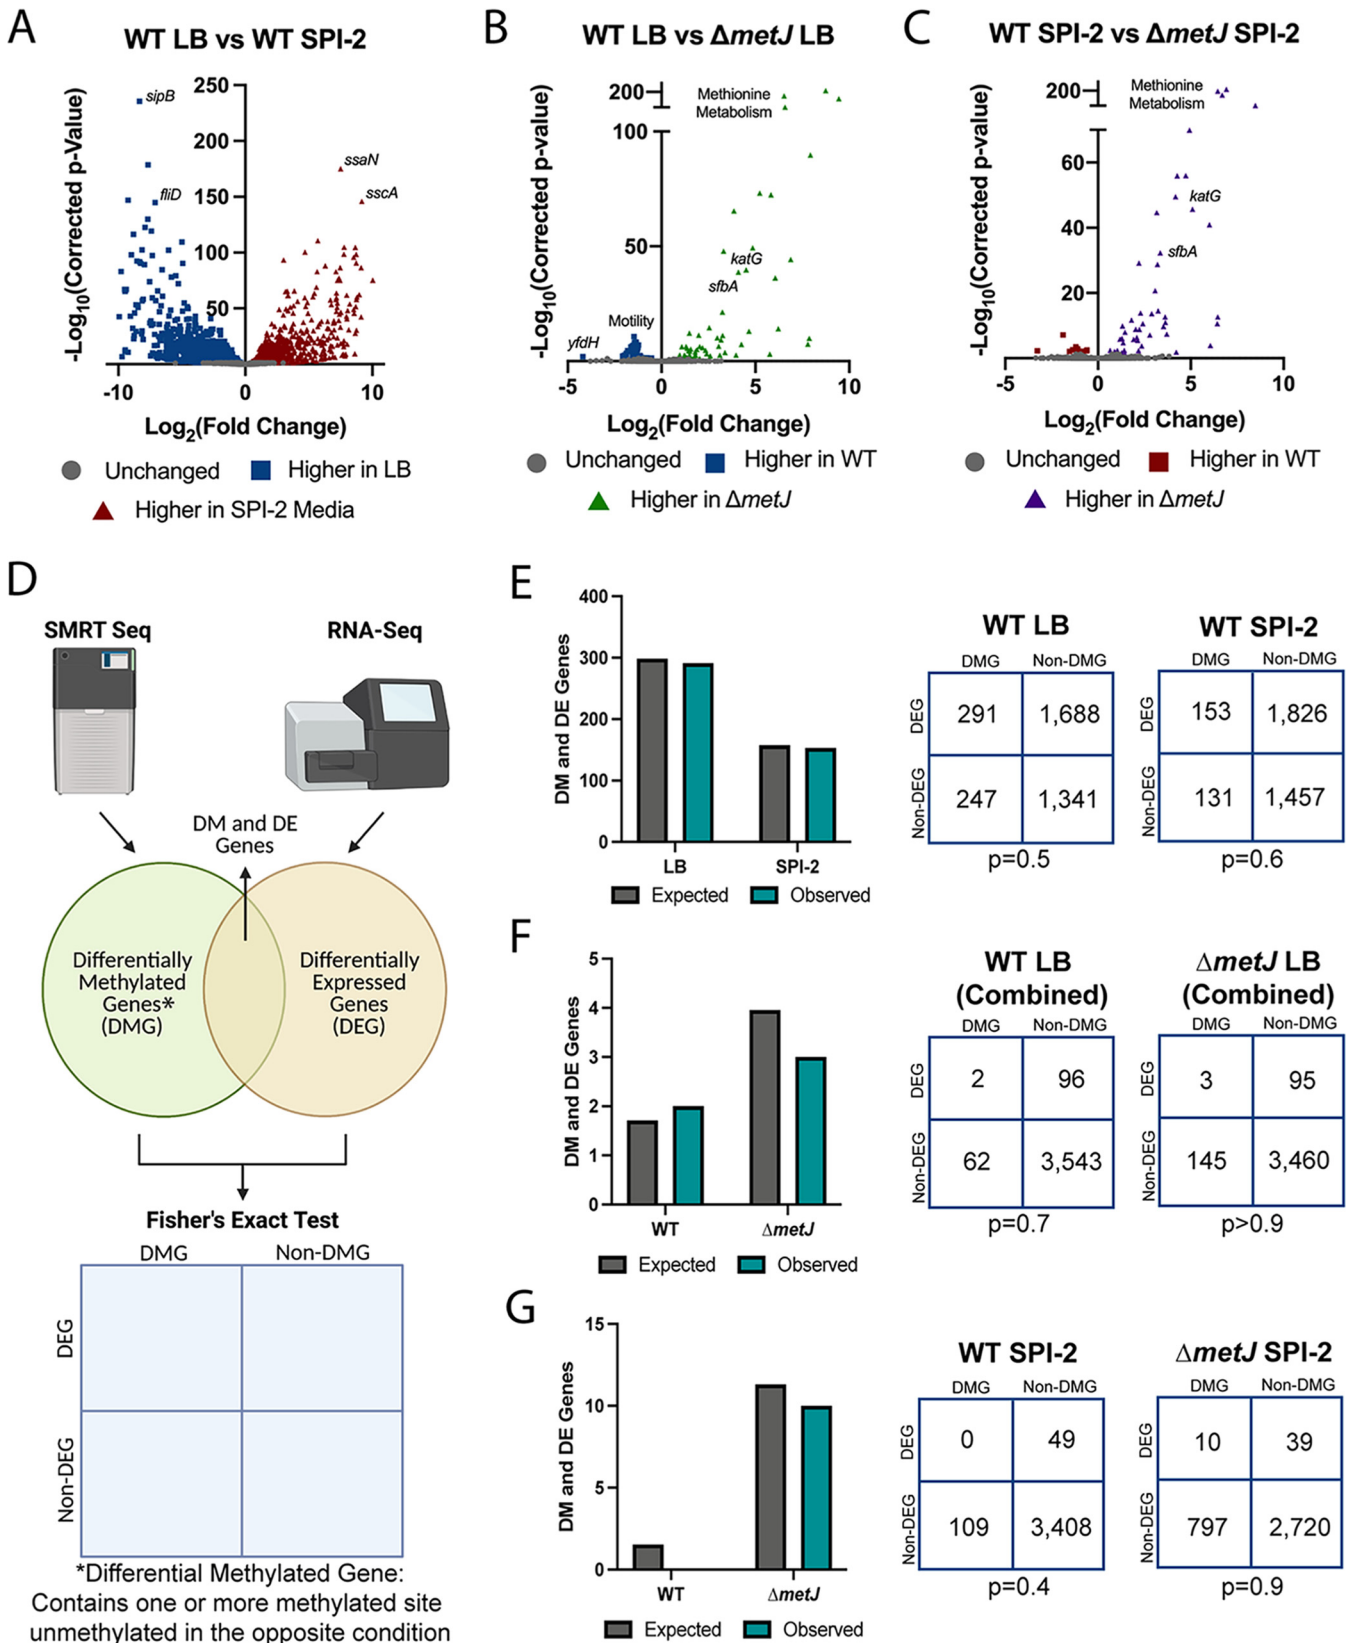 A
WT LB vs WT SPI-2
-Log10(Corrected p-Value)
250
200
150
100
50
sipB
fliD
ssaN
sscA
-10
0
10
Log2(Fold Change)
Unchanged
Higher in LB
Higher in SPI-2 Media
B
WT LB vs ΔmetJ LB
-Log10(Corrected p-value)
200
100
50
Methionine
Metabolism
katG
sfbA
Motility
yfdH
-5
0
5
10
Log2(Fold Change)
Unchanged
Higher in WT
Higher in ΔmetJ
C
WT SPI-2 vs ΔmetJ SPI-2
-Log10(Corrected p-value)
200
60
40
20
Methionine
Metabolism
katG
sfbA
-5
0
5
10
Log2(Fold Change)
Unchanged
Higher in WT
Higher in ΔmetJ
D
SMRT Seq
RNA-Seq
DM and DE
Genes
Differentially
Methylated
Genes*
(DMG)
Differentially
Expressed
Genes
(DEG)
Fisher's Exact Test
DMG
Non-DMG
DEG
Non-DEG
*Differential Methylated Gene:
Contains one or more methylated site
unmethylated in the opposite condition
E
DM and DE Genes
400
300
200
100
0
LB
SPI-2
Expected
Observed
WT LB
DMG
Non-DMG
DEG
291
1,688
Non-DEG
247
1,341
p=0.5
WT SPI-2
DMG
Non-DMG
DEG
153
1,826
Non-DEG
131
1,457
p=0.6
F
DM and DE Genes
5
4
3
2
1
0
WT
ΔmetJ
Expected
Observed
WT LB
(Combined)
DMG
Non-DMG
DEG
2
96
Non-DEG
62
3,543
p=0.7
ΔmetJ LB
(Combined)
DMG
Non-DMG
DEG
3
95
Non-DEG
145
3,460
p>0.9
G
DM and DE Genes
15
10
5
0
WT
ΔmetJ
Expected
Observed
WT SPI-2
DMG
Non-DMG
DEG
0
49
Non-DEG
109
3,408
p=0.4
ΔmetJ SPI-2
DMG
Non-DMG
DEG
10
39
Non-DEG
797
2,720
p=0.9